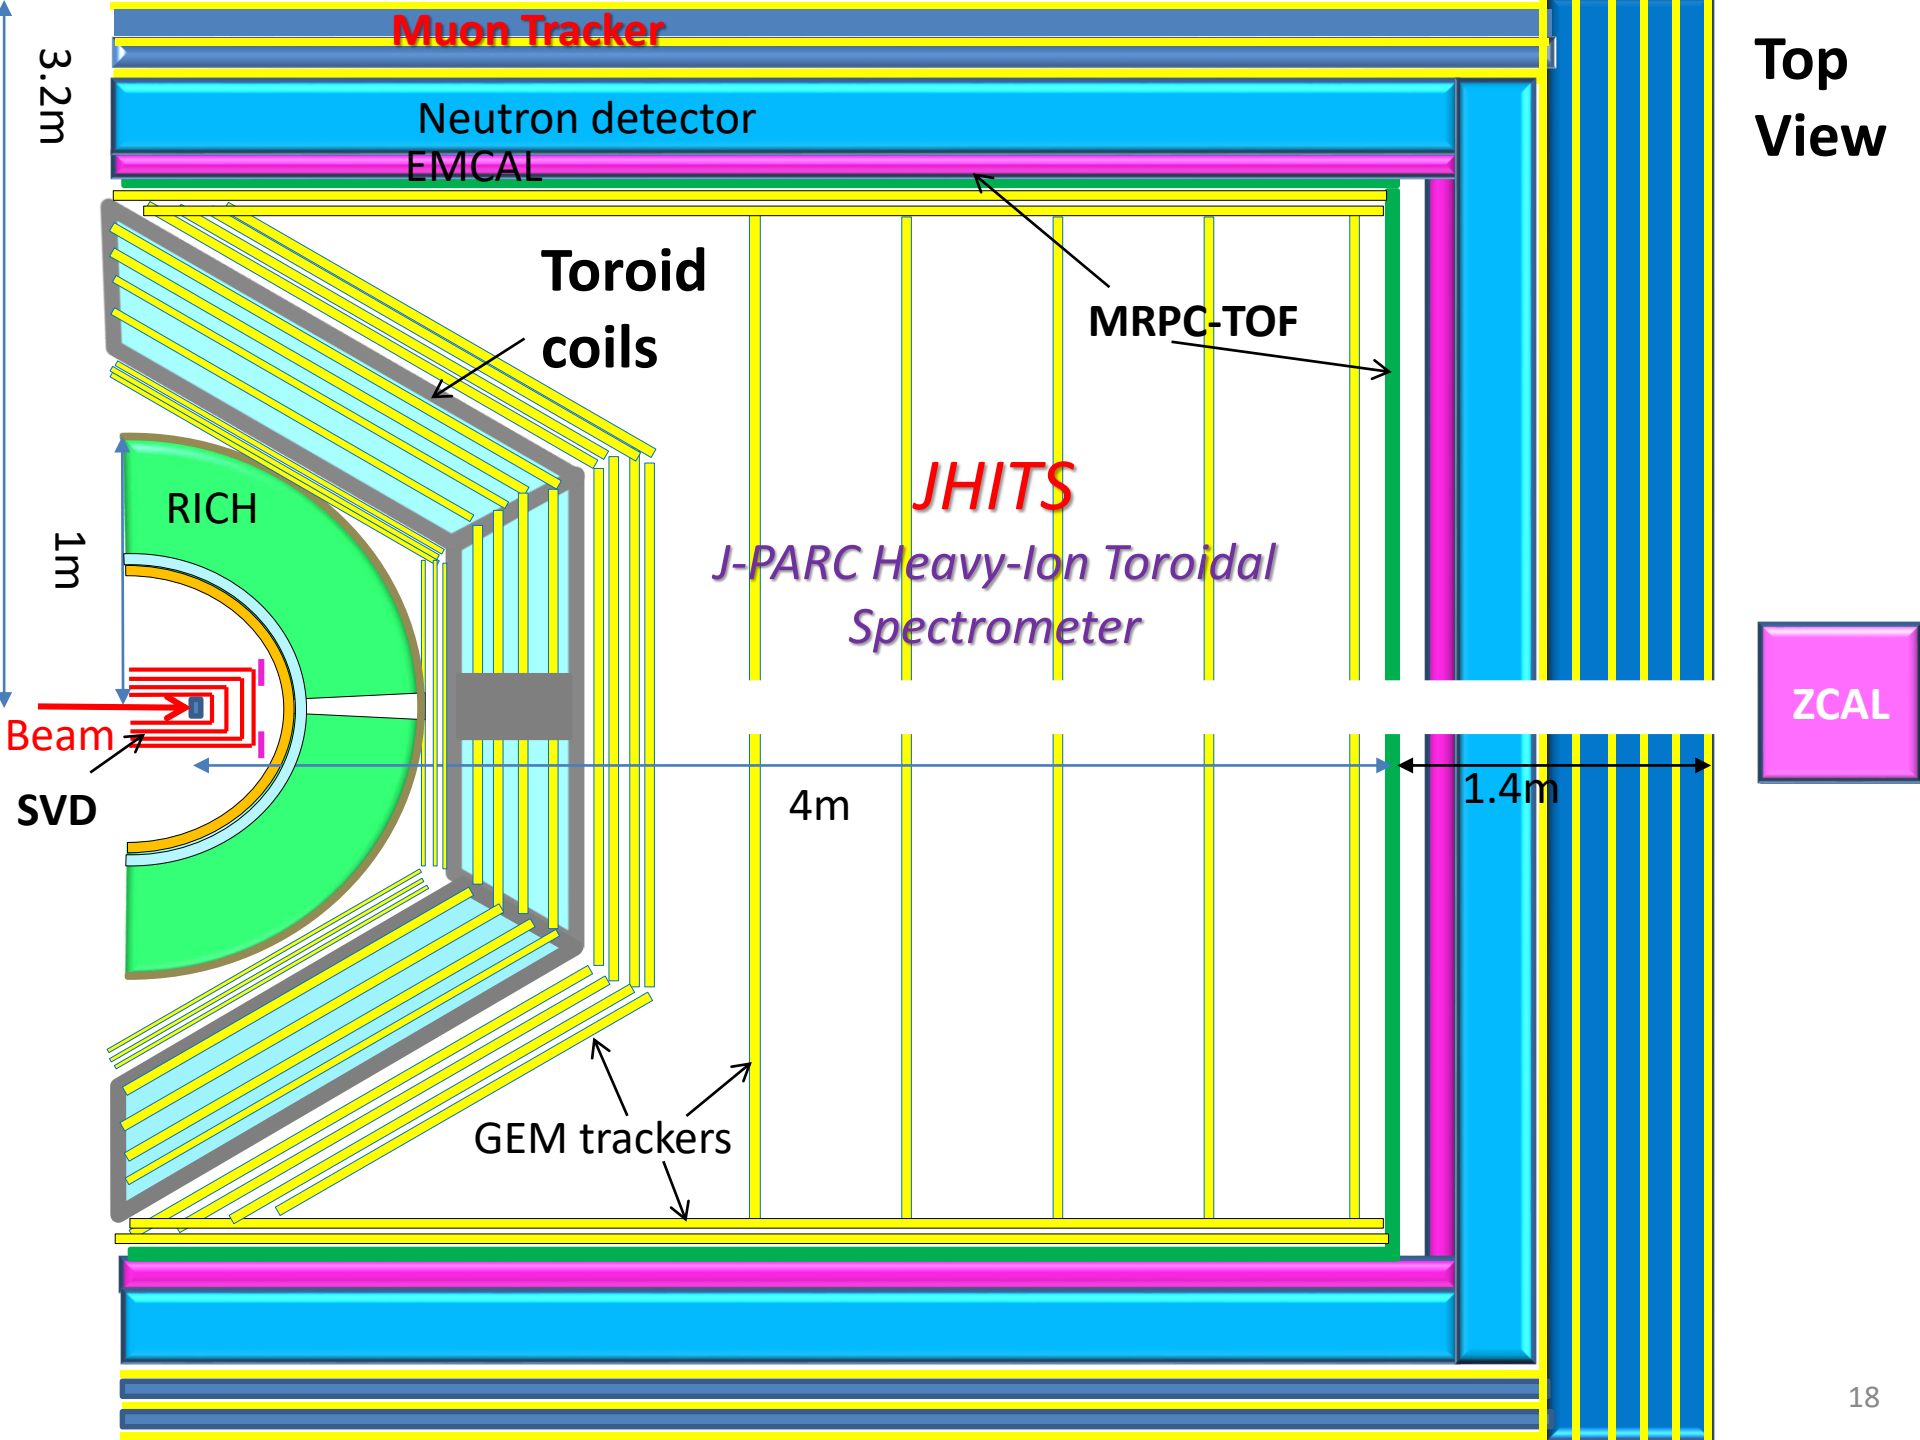 Muon Tracker
Top
View
3.2m
Neutron detector
EMCAL
Toroid
coils
MRPC-TOF
JHITS
J-PARC Heavy-Ion Toroidal
Spectrometer
RICH
1m
ZCAL
Beam
SVD
4m
1.4m
GEM trackers
18